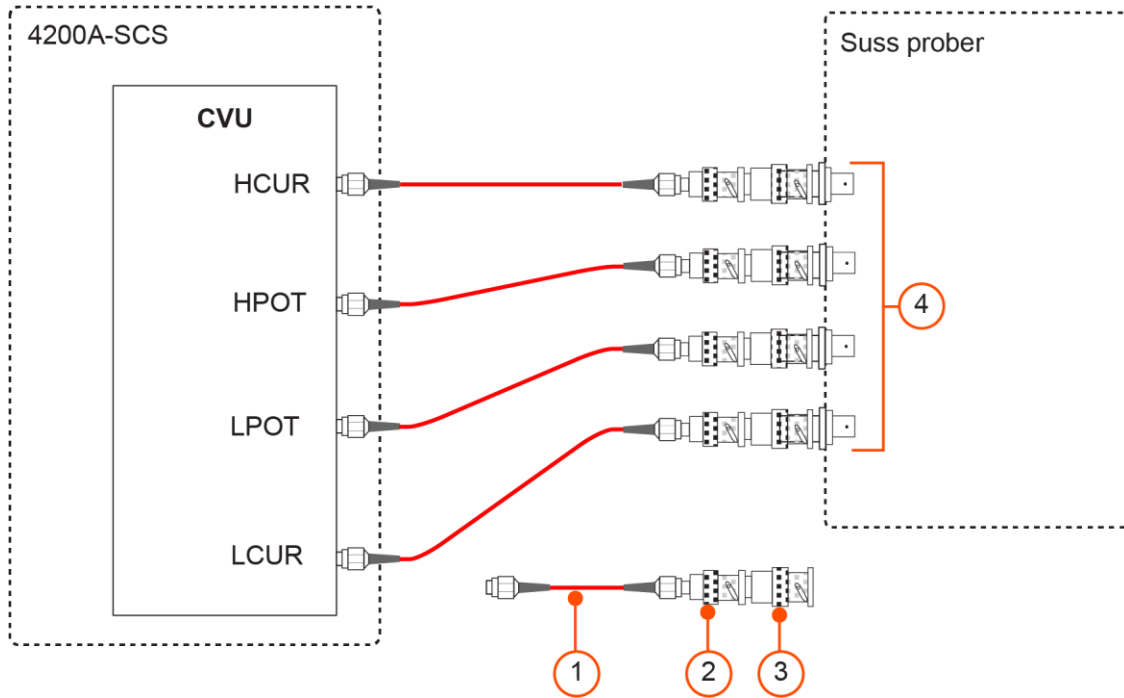 4200A-SCS
Suss prober
CVU
HCUR
HPOT
4
LPOT
LCUR
1
2
3